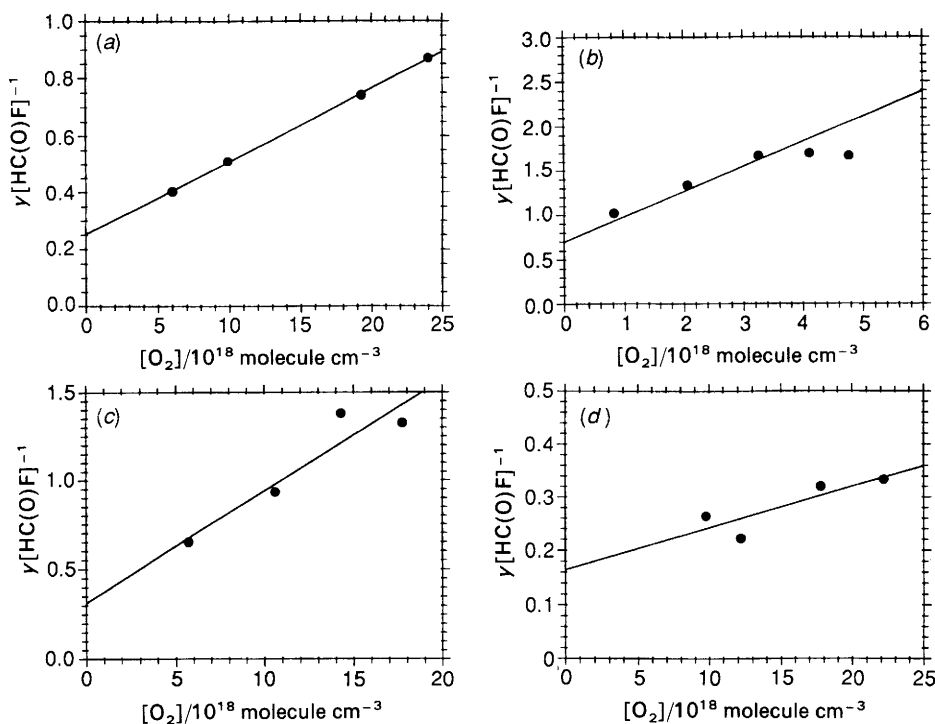 (a)
y[HC(O)F]⁻¹
1.0
0.8
0.6
0.4
0.2
0.0
0 5 10 15 20 25
[O₂]/10¹⁸ molecule cm⁻³
(b)
y[HC(O)F]⁻¹
3.0
2.5
2.0
1.5
1.0
0.5
0.0
0 1 2 3 4 5 6
[O₂]/10¹⁸ molecule cm⁻³
(c)
y[HC(O)F]⁻¹
1.5
1.0
0.5
0.0
0 5 10 15 20
[O₂]/10¹⁸ molecule cm⁻³
(d)
y[HC(O)F]⁻¹
0.5
0.4
0.3
0.2
0.1
0
0 5 10 15 20 25
[O₂]/10¹⁸ molecule cm⁻³